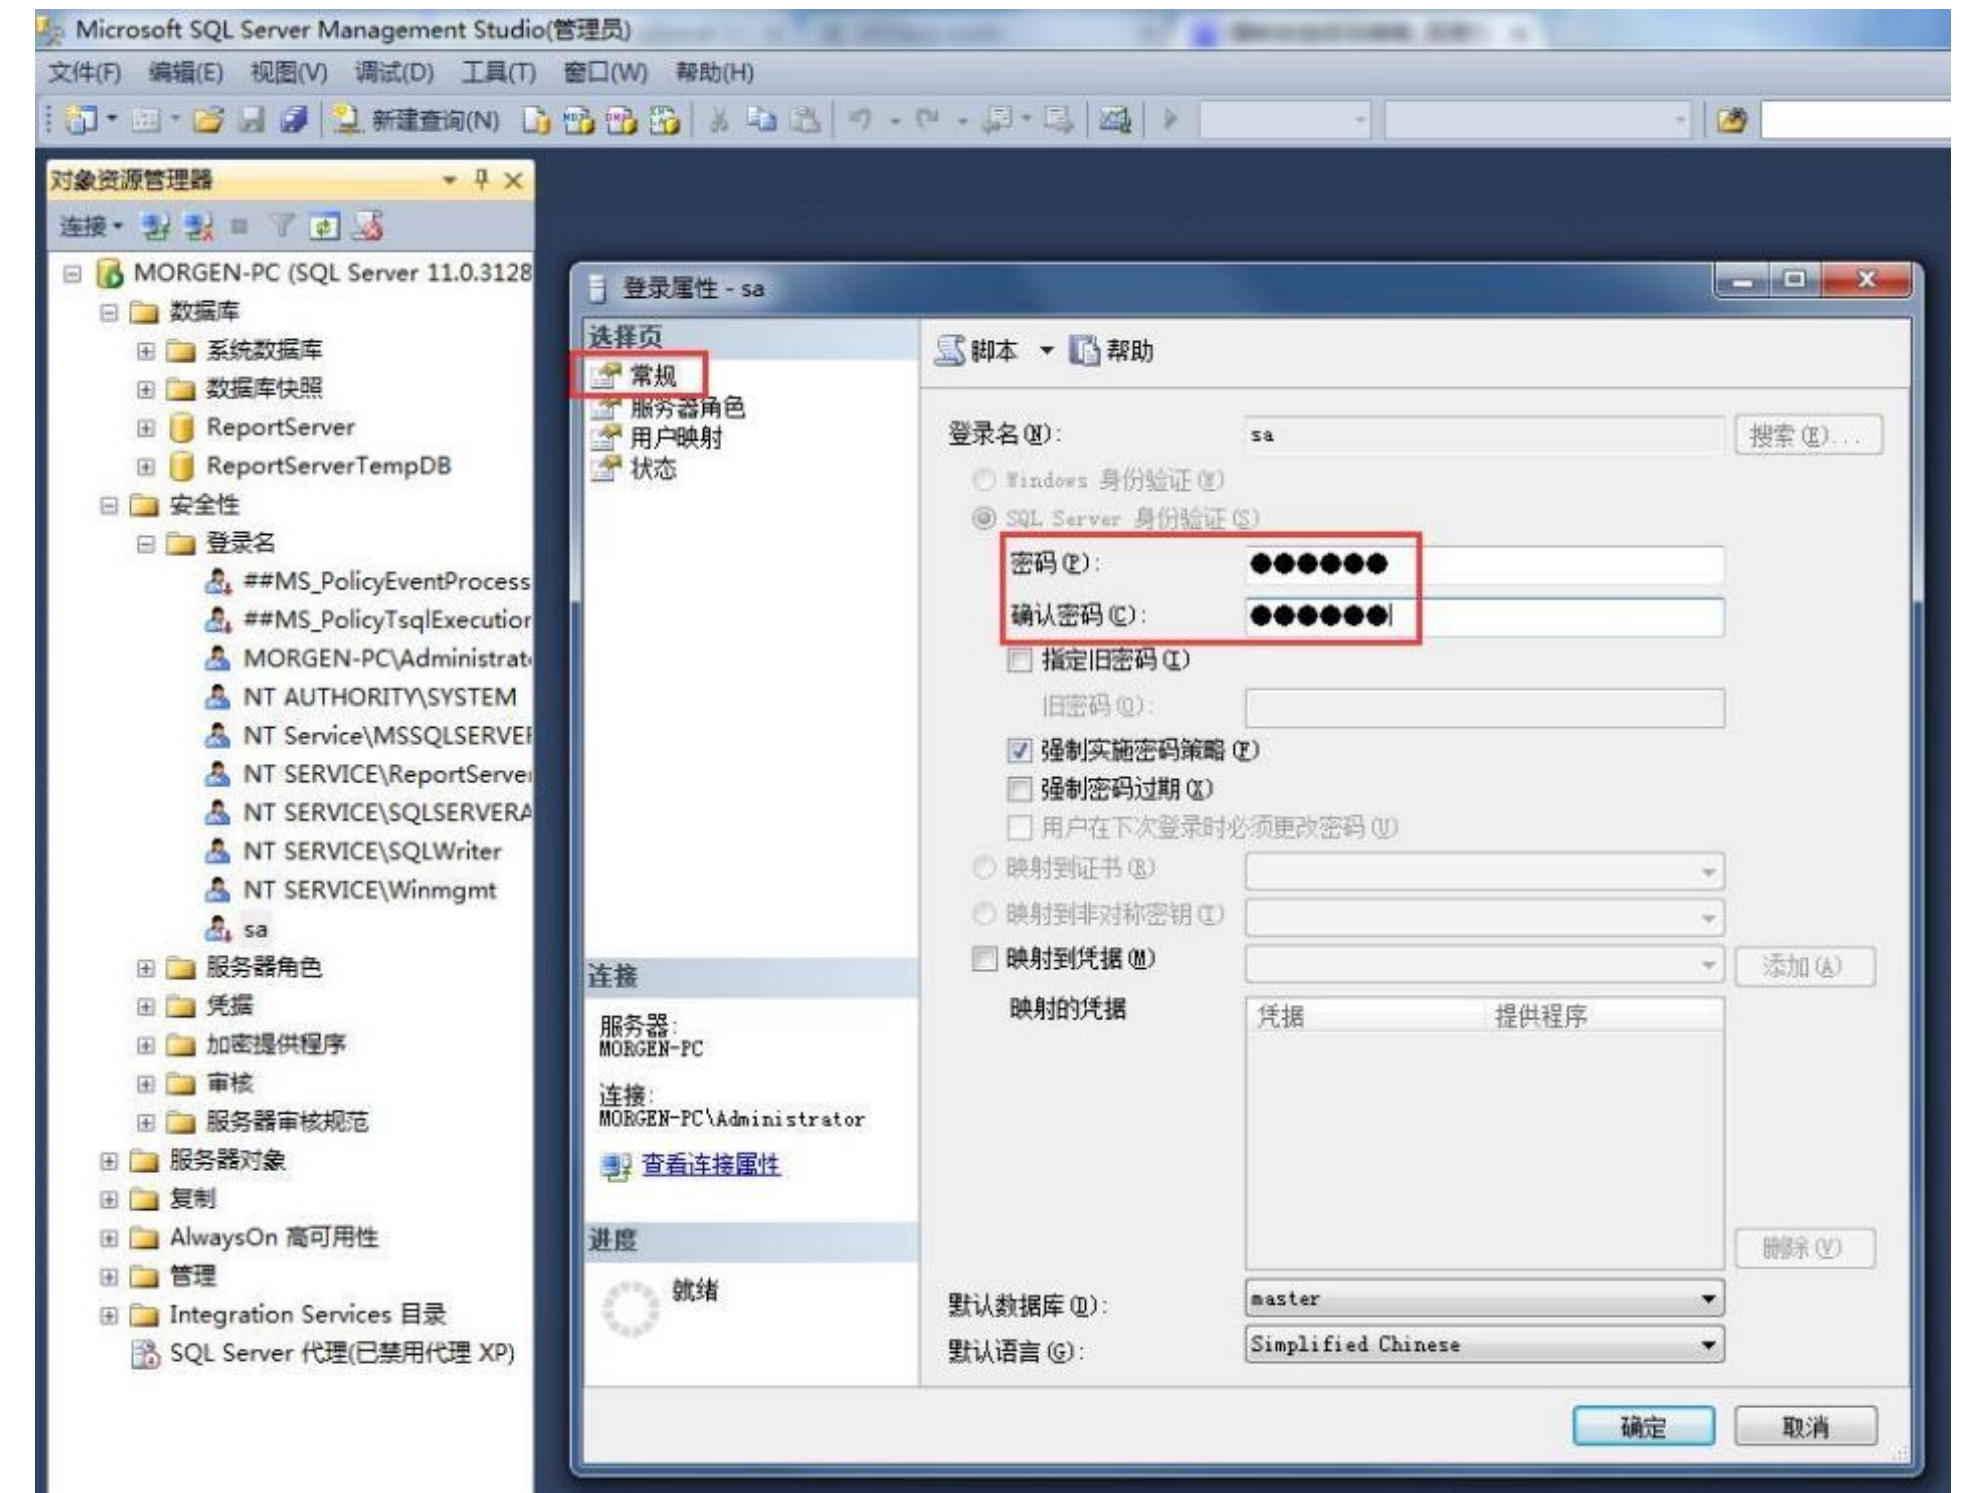 Microsoft SQL Server Management Studio(管理员)
文件(F) 编辑(E) 视图(V) 调试(D) 工具(T) 窗口(W) 帮助(H)
新建查询(N)
对象资源管理器
连接
MORGEN-PC (SQL Server 11.0.3128
数据库
系统数据库
数据库快照
ReportServer
ReportServerTempDB
安全性
登录名
##MS_PolicyEventProcess
##MS_PolicyTsqlExecution
MORGEN-PC\Administrat
NT AUTHORITY\SYSTEM
NT Service\MSSQLSERVER
NT SERVICE\ReportServer
NT SERVICE\SQLSERVERA
NT SERVICE\SQLWriter
NT SERVICE\Winmgmt
sa
服务器角色
凭据
加密提供程序
审核
服务器审核规范
服务器对象
复制
AlwaysOn 高可用性
管理
Integration Services 目录
SQL Server 代理(已禁用代理 XP)
登录属性 - sa
选择页
常规
服务器角色
用户映射
状态
连接
服务器:
MORGEN-PC
连接:
MORGEN-PC\Administrator
查看连接属性
进度
就绪
脚本 帮助
登录名(N): sa 搜索(E)...
Windows 身份验证(W)
SQL Server 身份验证(S)
密码(P): ●●●●●●
确认密码(C): ●●●●●●
指定旧密码(I)
旧密码(O):
强制实施密码策略(F)
强制密码过期(X)
用户在下次登录时必须更改密码(U)
映射到证书(R)
映射到非对称密钥(T)
映射到凭据(M) 添加(A)
映射的凭据 凭据 提供程序
删除(V)
默认数据库(D): master
默认语言(G): Simplified Chinese
确定 取消